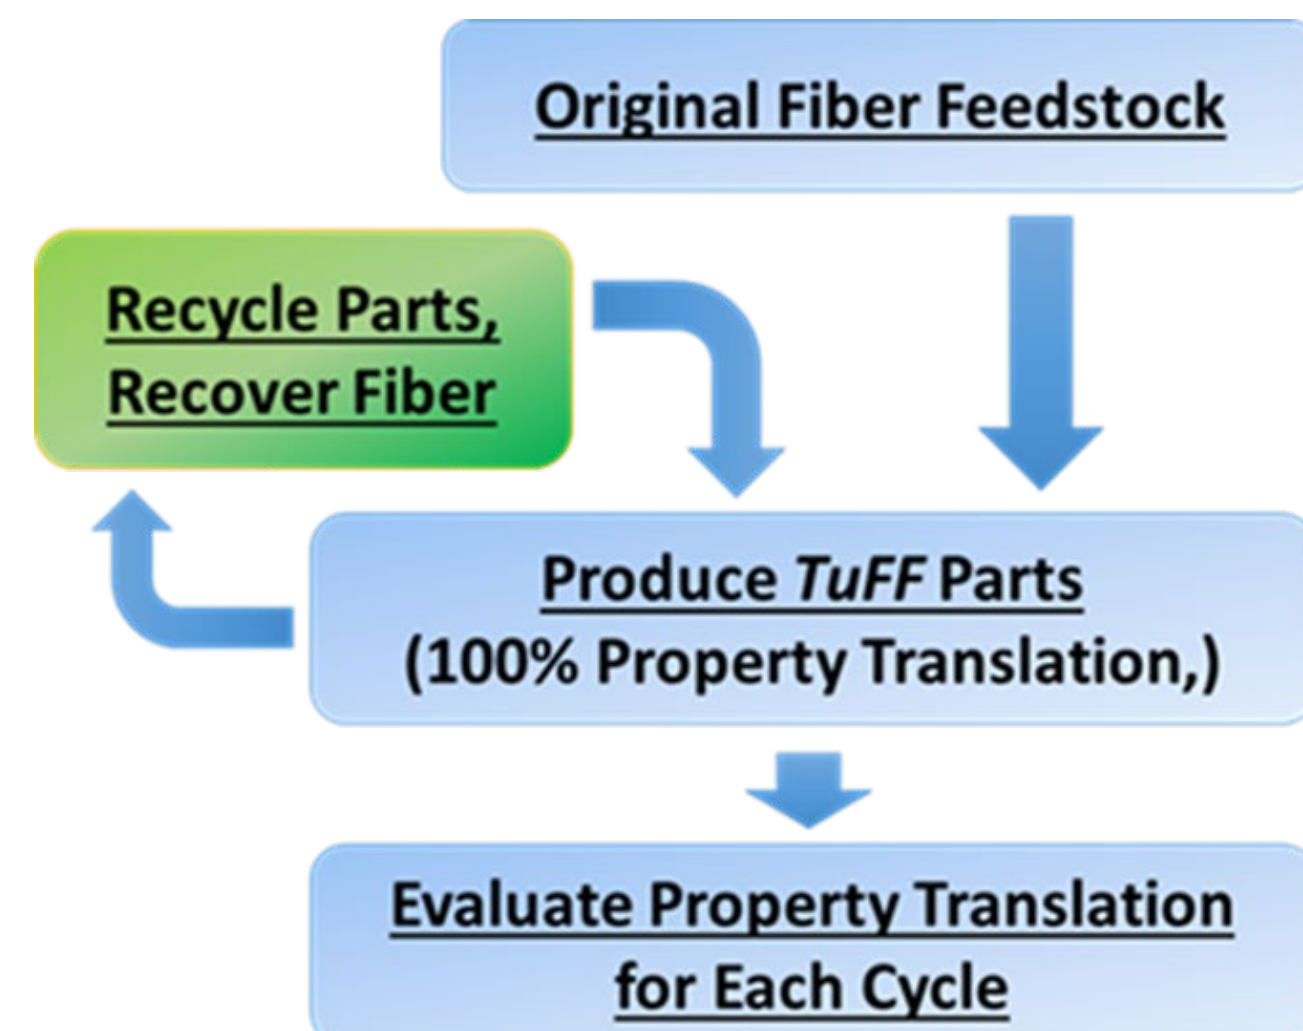 Original Fiber Feedstock
Recycle Parts,
Recover Fiber
Produce TuFF Parts
(100% Property Translation,)
Evaluate Property Translation
for Each Cycle